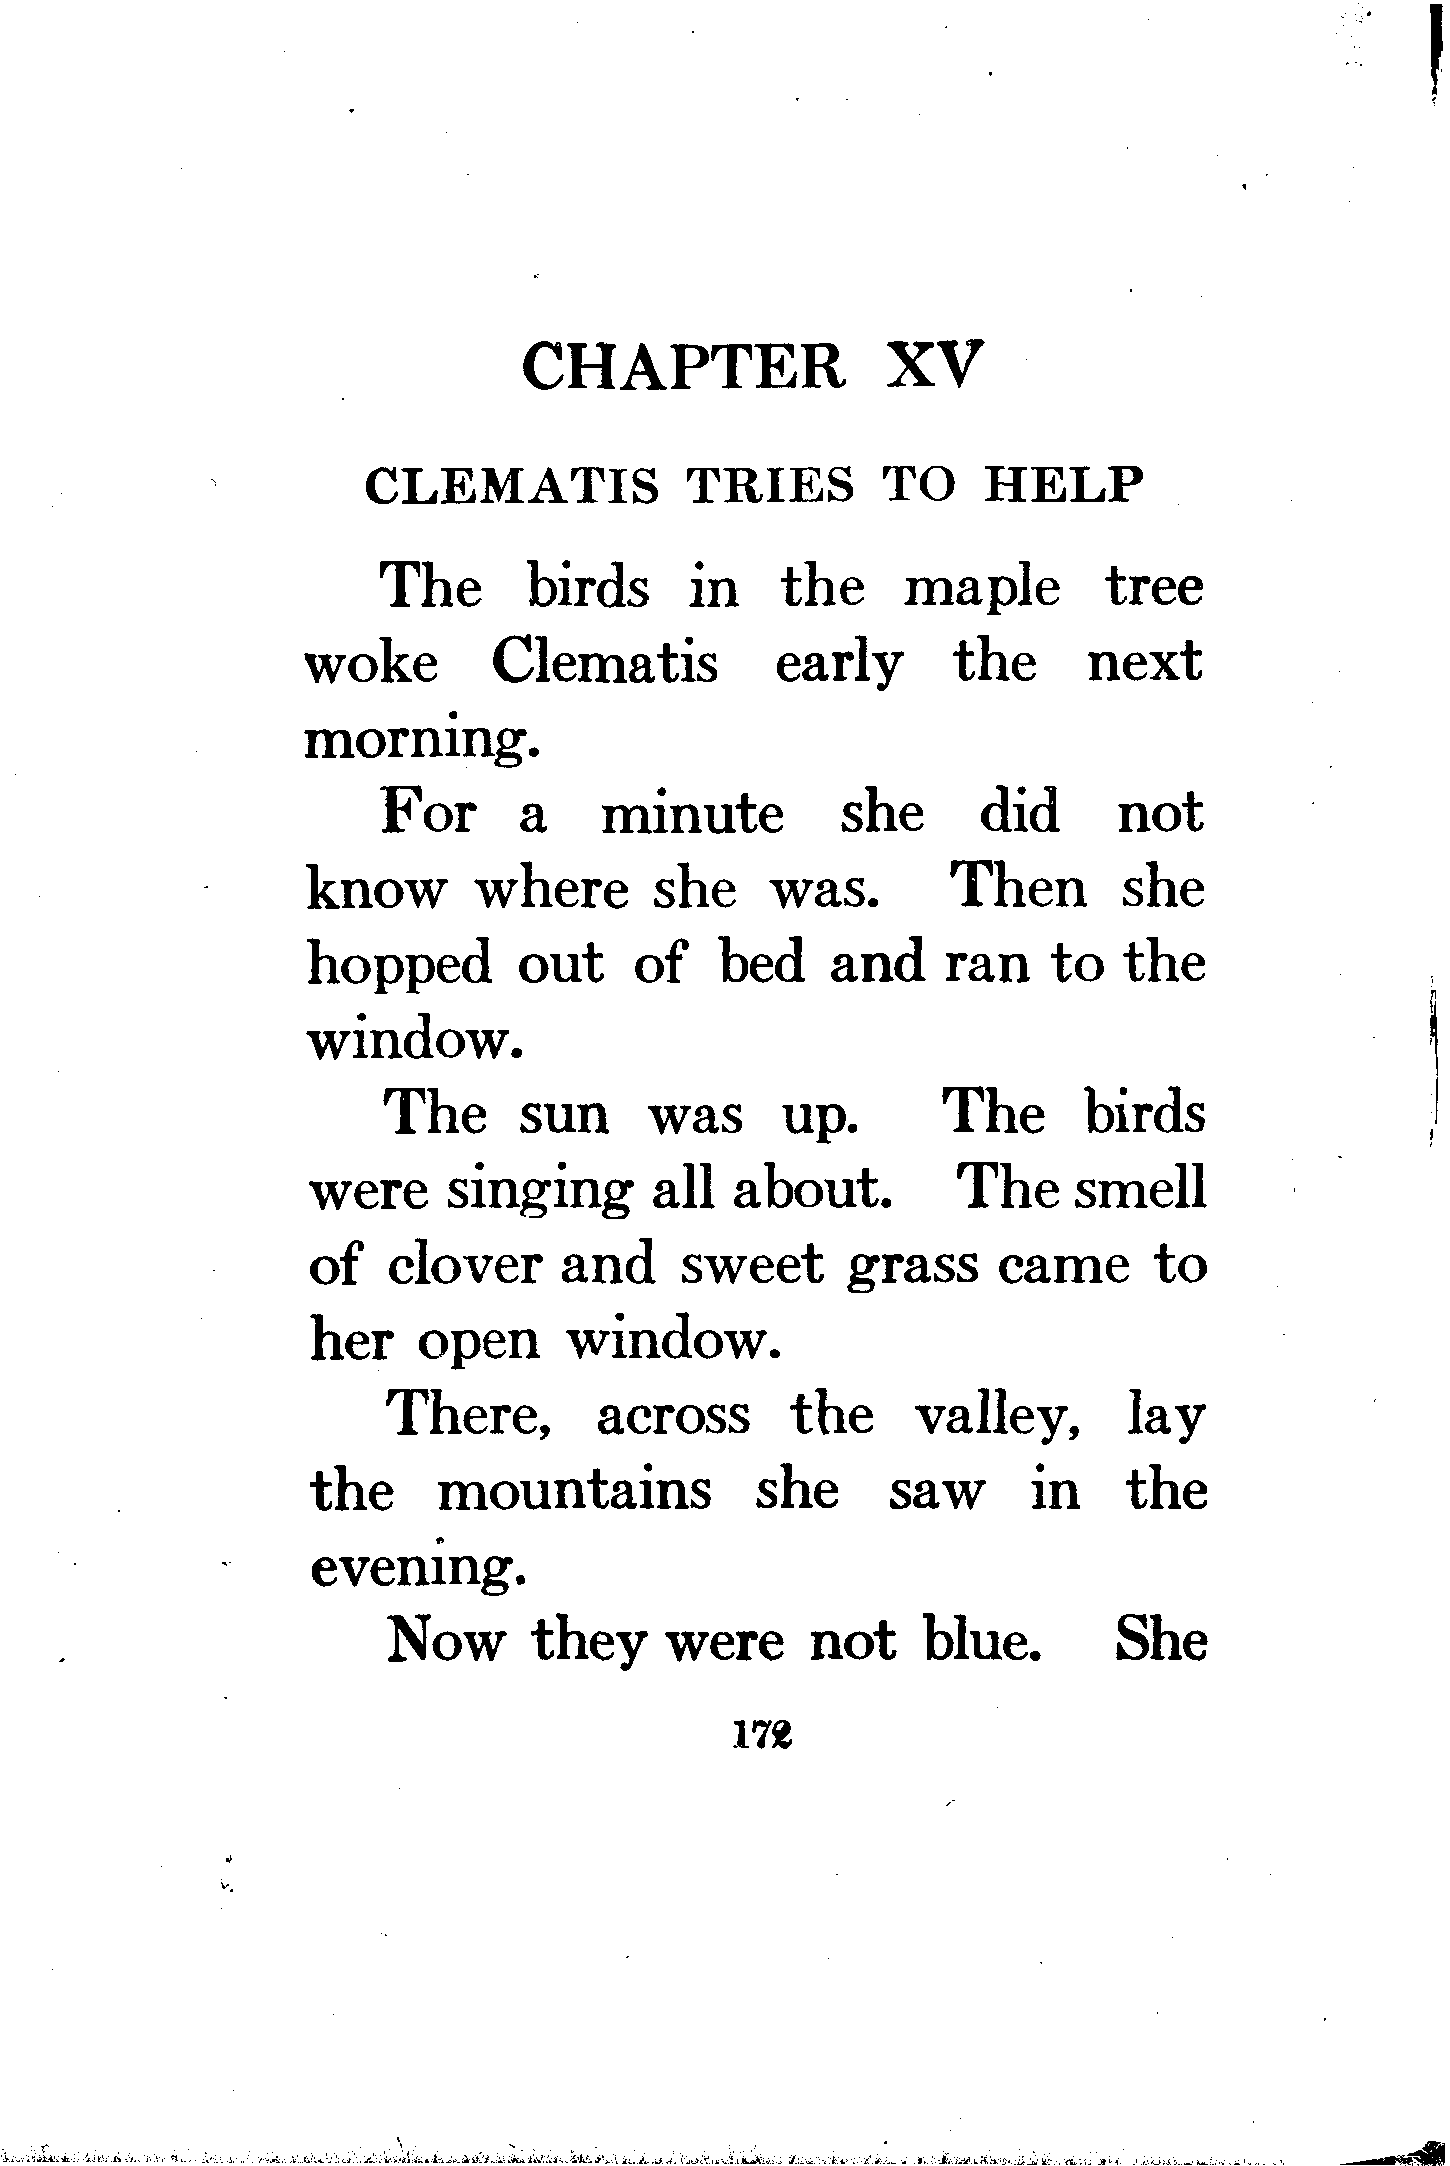 CHAPTER XV
CLEMATIS TRIES TO HELP
The birds in the maple tree
woke Clematis early the next
morning.
For a minute she did not
know where she was. Then she
hopped out of bed and ran to the
window.
The sun was up. The birds
were singing all about. The smell
of clover and sweet grass came to
her open window.
There, across the valley, lay
the mountains she saw in the
evening.
Now they were not blue. She
172